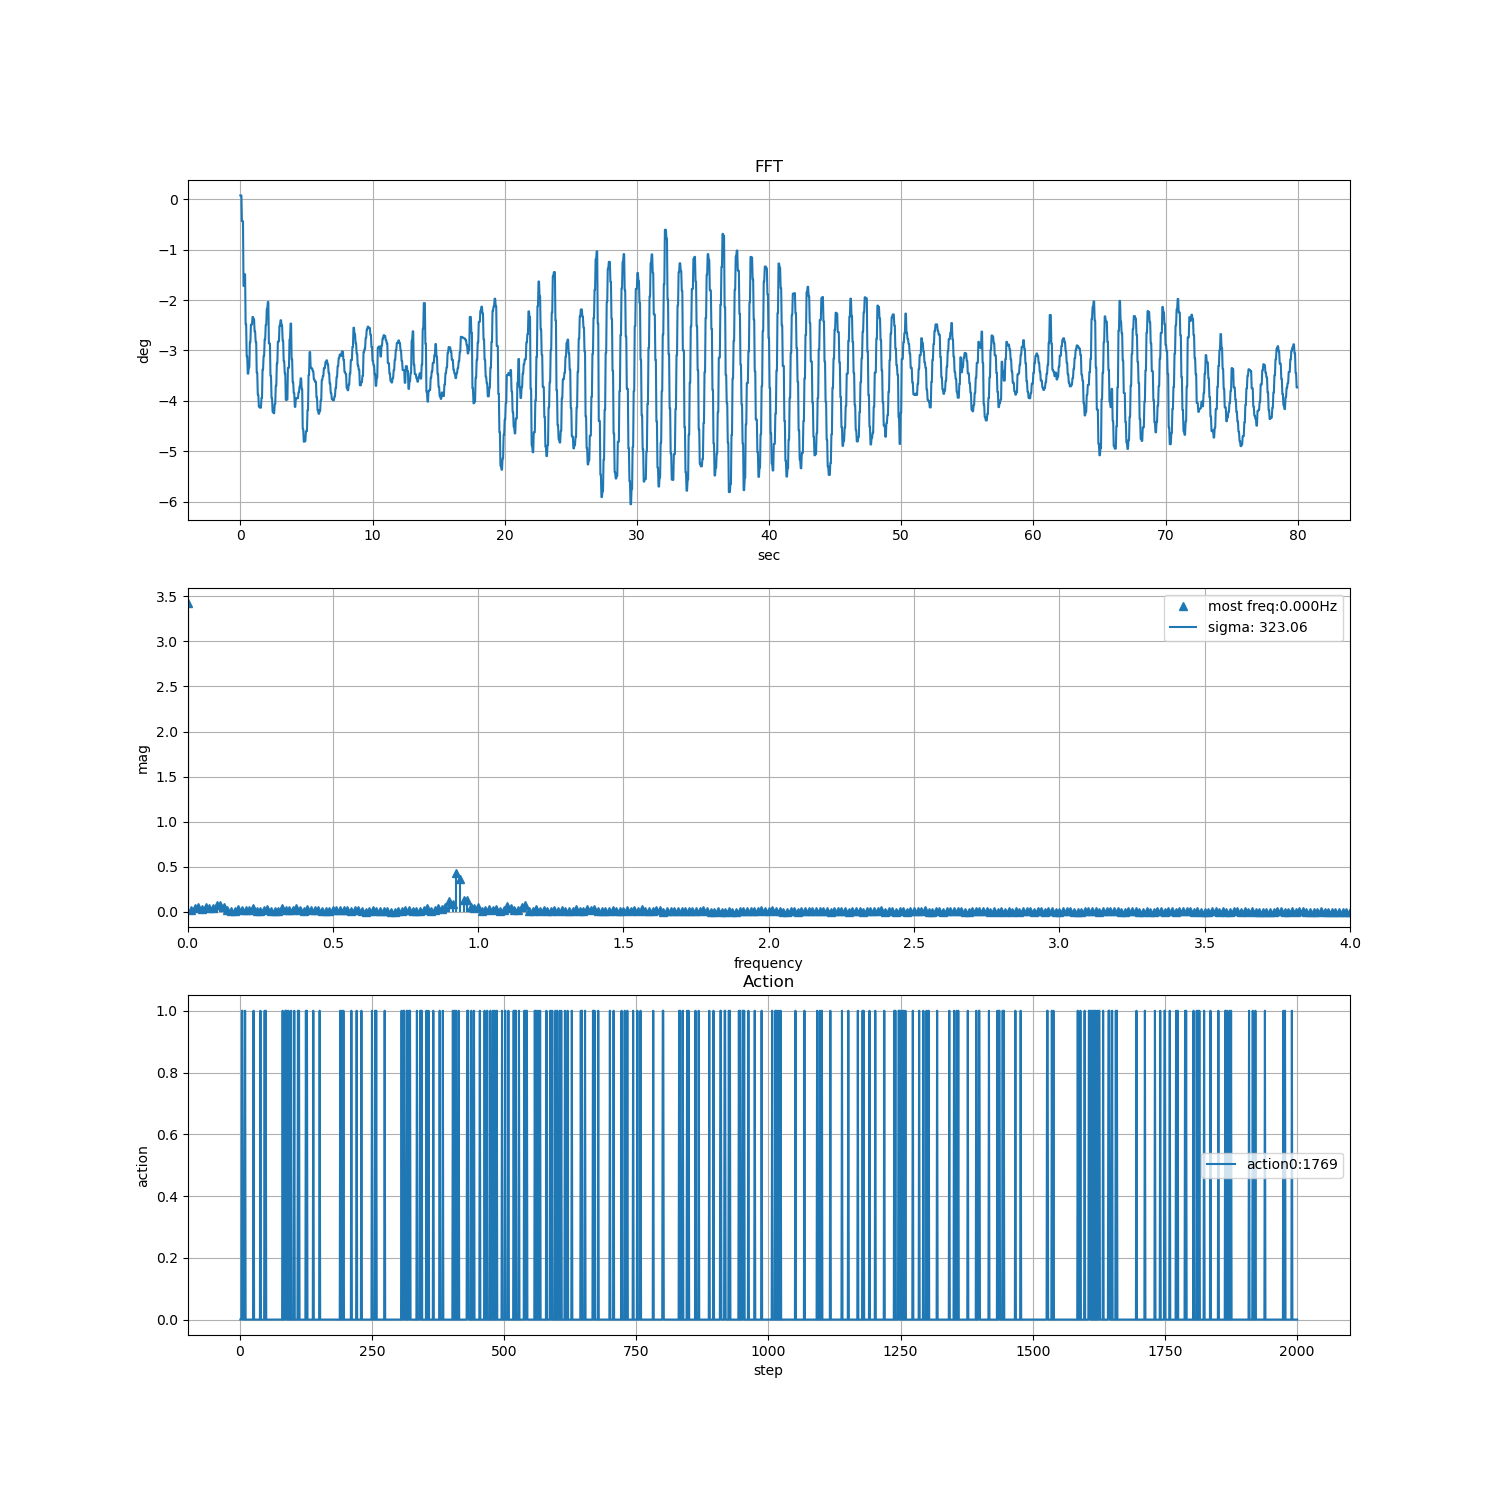 FFT
0
−1
−2
−3
−4
−5
−6
deg
0 10 20 30 40 50 60 70 80
sec
3.5
3.0
2.5
2.0
1.5
1.0
0.5
0.0
mag
most freq:0.000Hz
sigma: 323.06
0.0 0.5 1.0 1.5 2.0 2.5 3.0 3.5 4.0
frequency
Action
1.0
0.8
0.6
0.4
0.2
0.0
action
action0:1769
0 250 500 750 1000 1250 1500 1750 2000
step